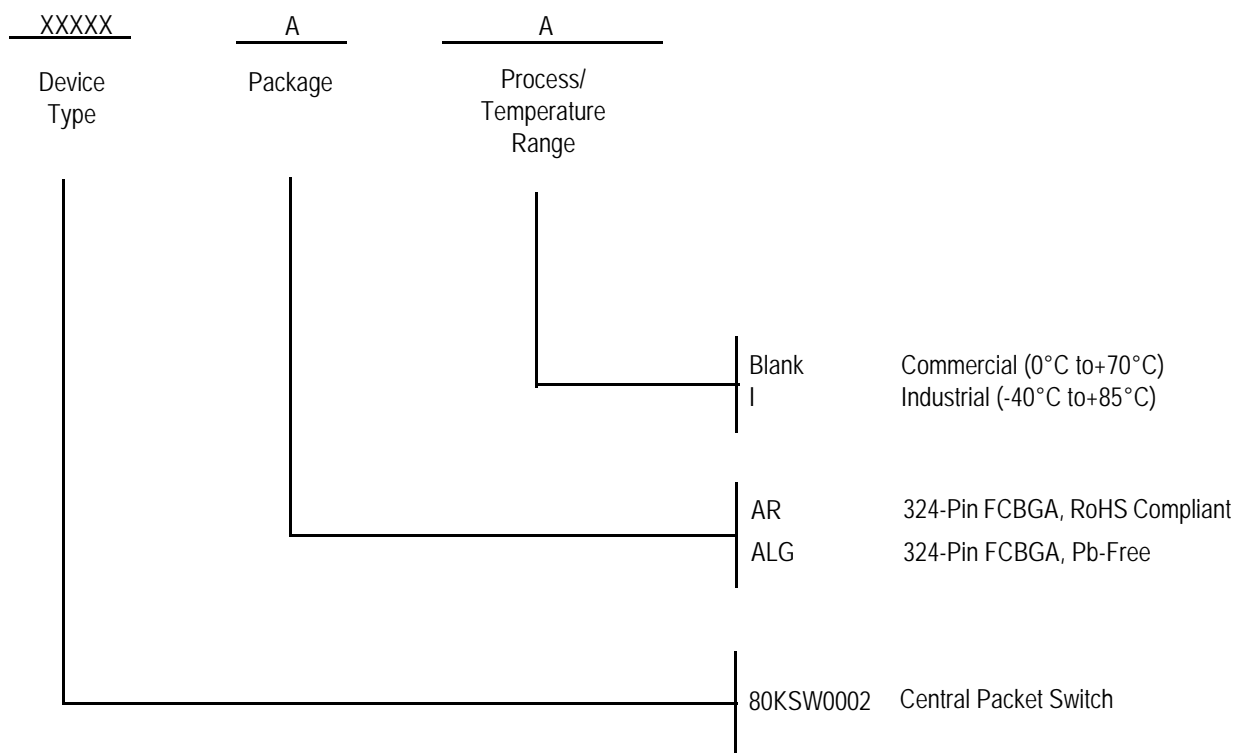 XXXXX A A
Device Type
Package
Process/
Temperature
Range
Blank Commercial (0°C to+70°C)
I Industrial (-40°C to+85°C)
AR 324-Pin FCBGA, RoHS Compliant
ALG 324-Pin FCBGA, Pb-Free
80KSW0002 Central Packet Switch